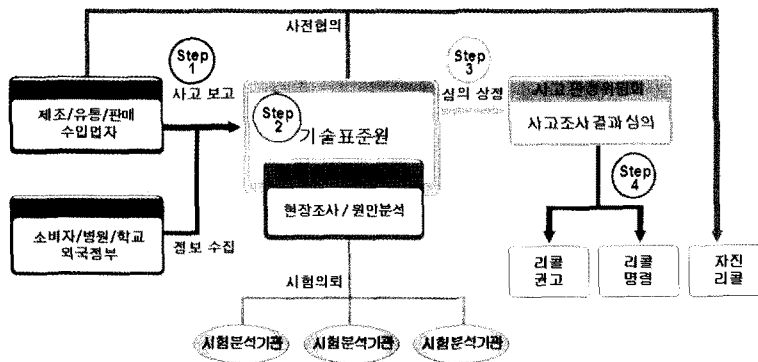 사전협의
Step 1
사고 보고
제조/유통/판매
수입업자
소비자/병원/학교
외국정부
정보 수집
Step 2
기술표준원
현장조사 / 원인분석
시험의뢰
시험분석기관
시험분석기관
시험분석기관
Step 3
심의 상정
사고조사 결과 심의
Step 4
리콜
권고
리콜
명령
자진
리콜